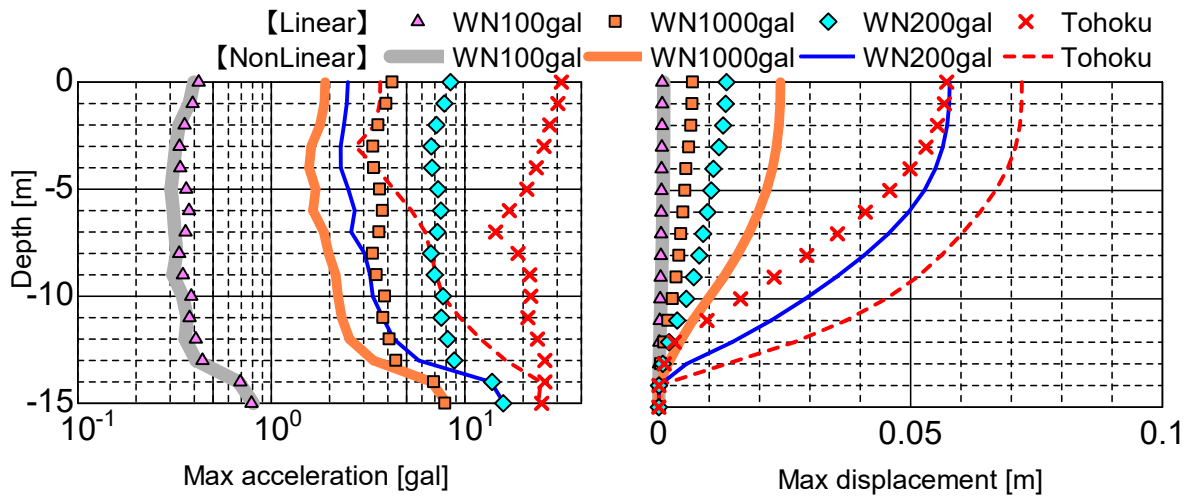 【Linear】 WN100gal WN1000gal WN200gal Tohoku
【NonLinear】 WN100gal WN1000gal WN200gal Tohoku
0
-5
-10
-15
Depth [m]
10-1 100 101
Max acceleration [gal]
0 0.05 0.1
Max displacement [m]